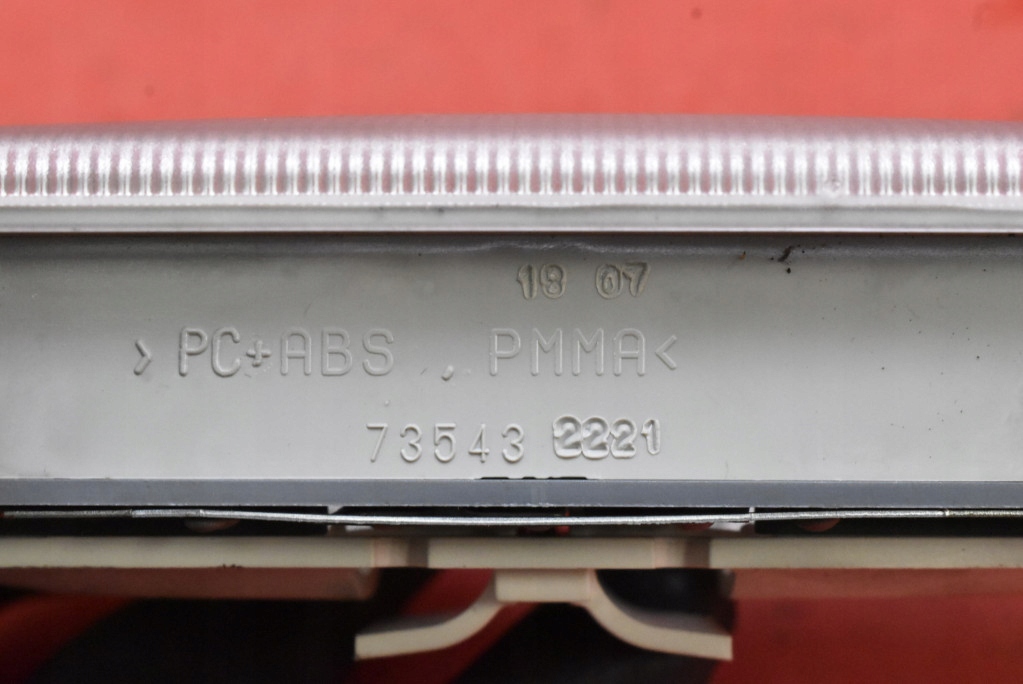 18 07
>PC+ABS , PMMA<
73543 2221